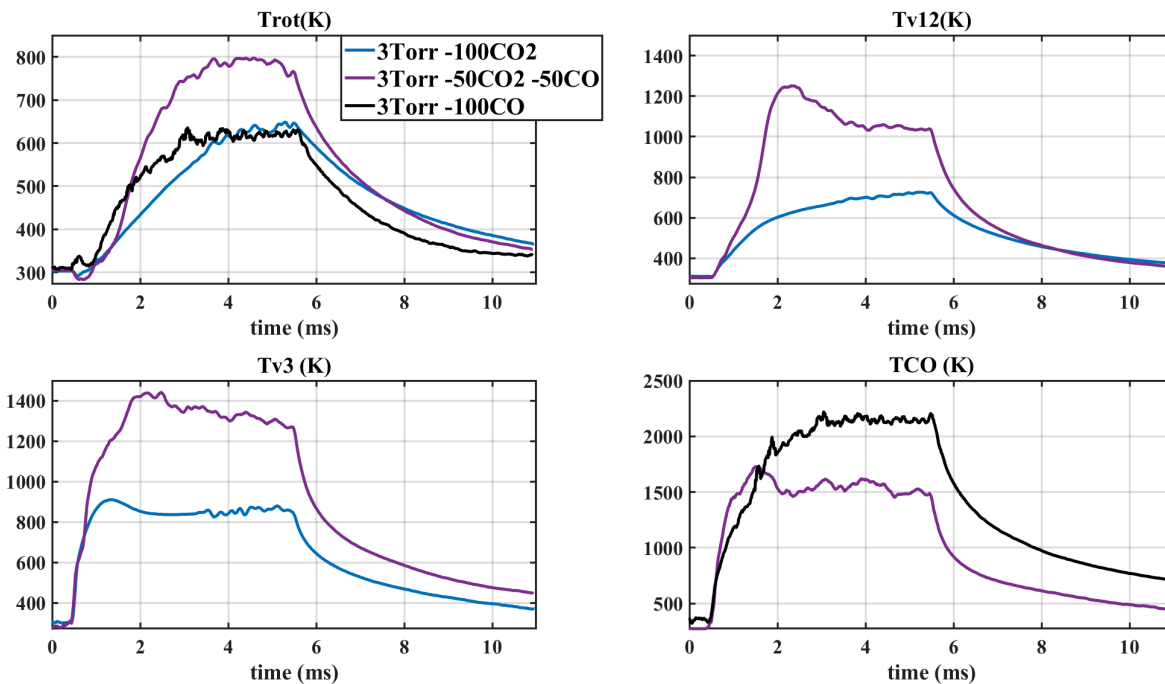 Trot(K)
3Torr -100CO2
3Torr -50CO2 -50CO
3Torr -100CO
800
700
600
500
400
300
0 2 4 6 8 10
time (ms)
Tv12(K)
1400
1200
1000
800
600
400
0 2 4 6 8 10
time (ms)
Tv3 (K)
1400
1200
1000
800
600
400
0 2 4 6 8 10
time (ms)
TCO (K)
2500
2000
1500
1000
500
0 2 4 6 8 10
time (ms)